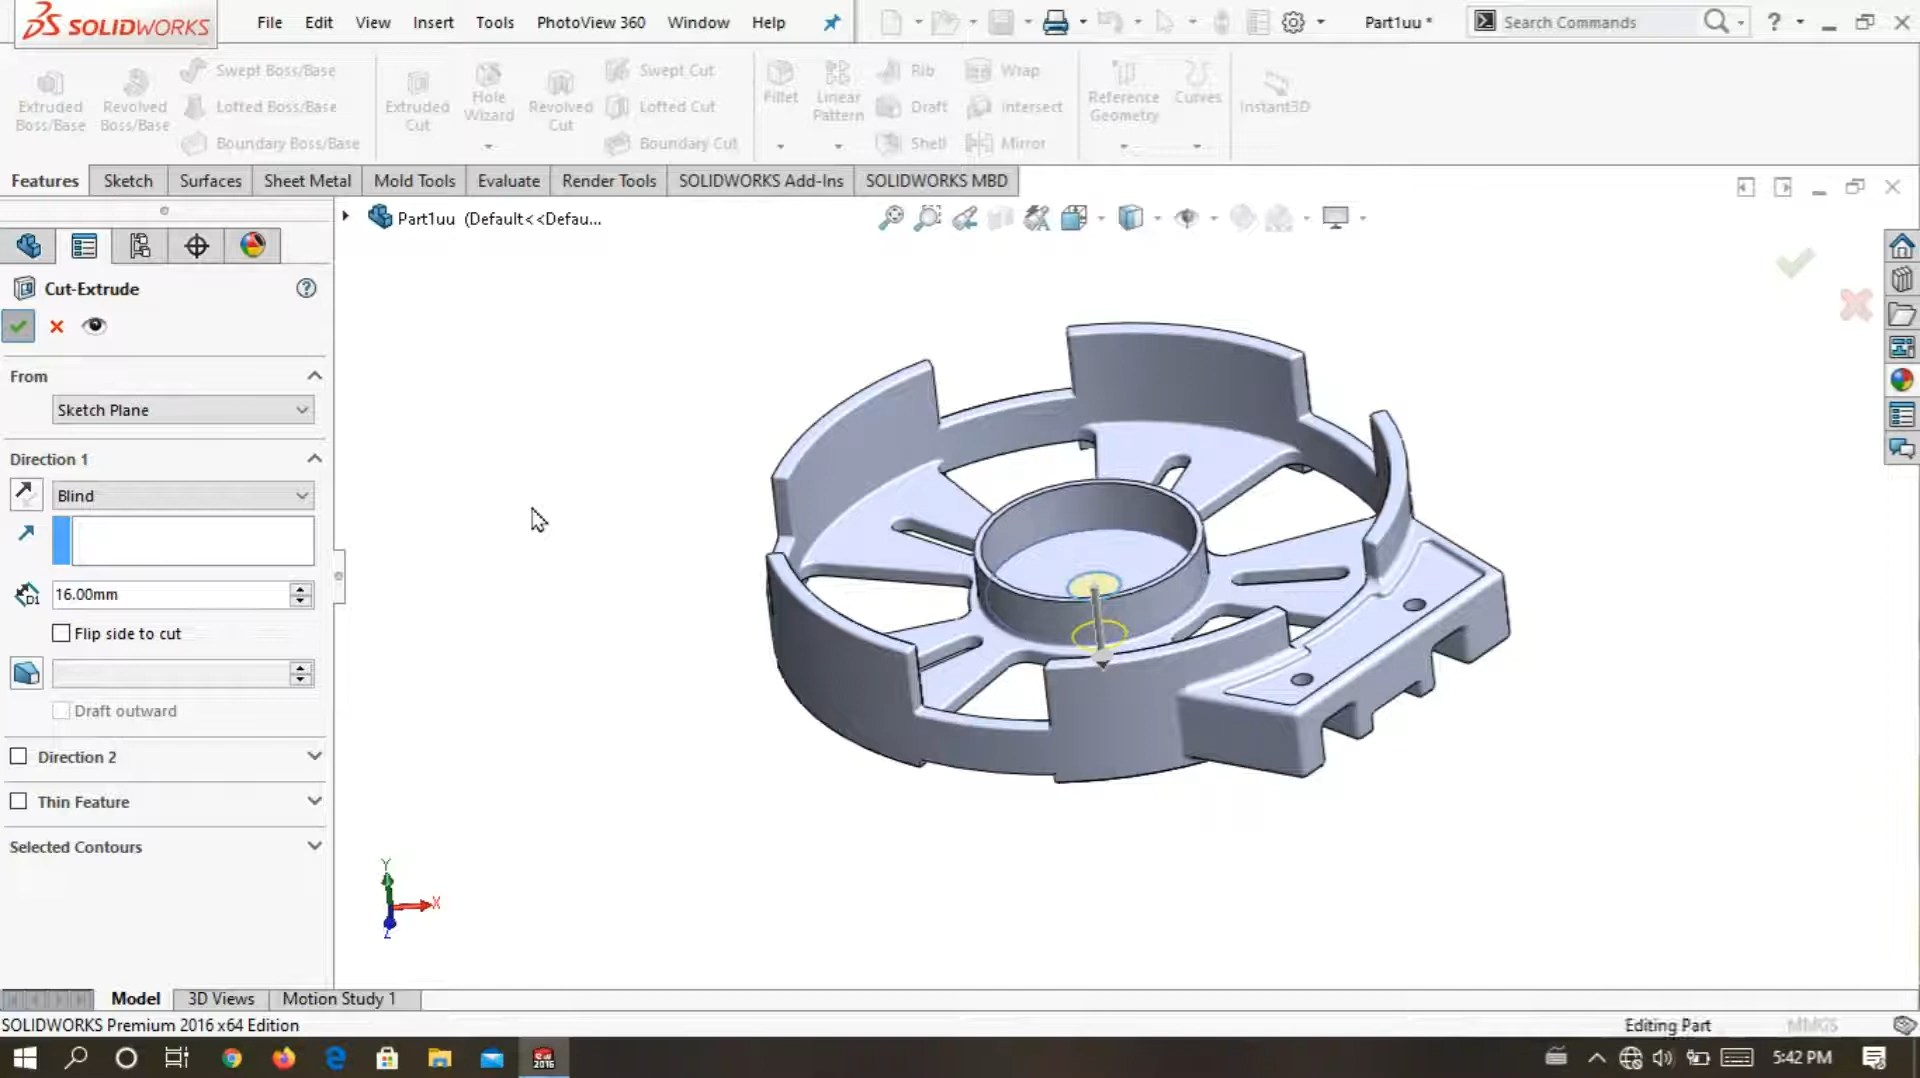 SOLIDWORKS File Edit View Insert Tools PhotoView 360 Window Help Part1uu * Search Commands ?
Extruded Boss/Base Revolved Boss/Base Swept Boss/Base Lofted Boss/Base Boundary Boss/Base Extruded Cut Hole Wizard Revolved Cut Swept Cut Lofted Cut Boundary Cut Fillet Linear Pattern Rib Draft Shell Wrap Intersect Mirror Reference Geometry Curves Instant3D
Features Sketch Surfaces Sheet Metal Mold Tools Evaluate Render Tools SOLIDWORKS Add-Ins SOLIDWORKS MBD
Part1uu (Default<<Defau...
Cut-Extrude ?
From
Sketch Plane
Direction 1
Blind
D1 16.00mm
Flip side to cut
Draft outward
Direction 2
Thin Feature
Selected Contours
Y
X
Z
Model 3D Views Motion Study 1
SOLIDWORKS Premium 2016 x64 Edition Editing Part MMGS
SW 2016 5:42 PM